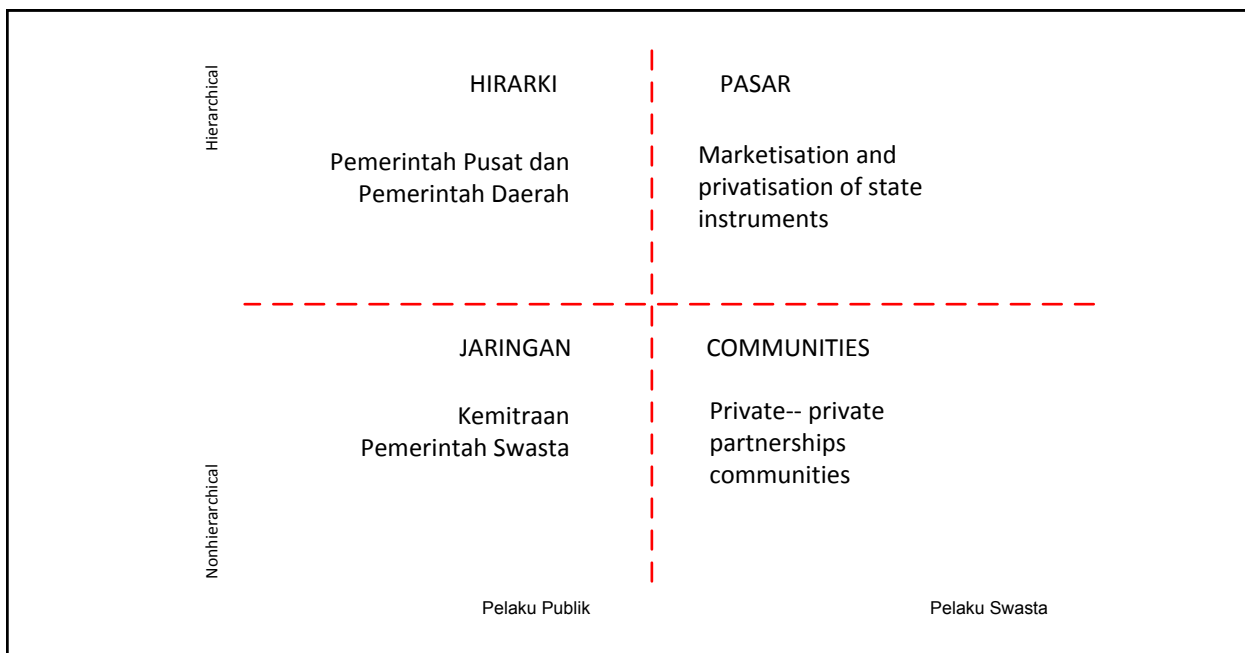 Hierarchical
HIRARKI
Pemerintah Pusat dan
Pemerintah Daerah
PASAR
Marketisation and
privatisation of state
instruments
Nonhierarchical
JARINGAN
Kemitraan
Pemerintah Swasta
COMMUNITIES
Private-- private
partnerships
communities
Pelaku Publik
Pelaku Swasta